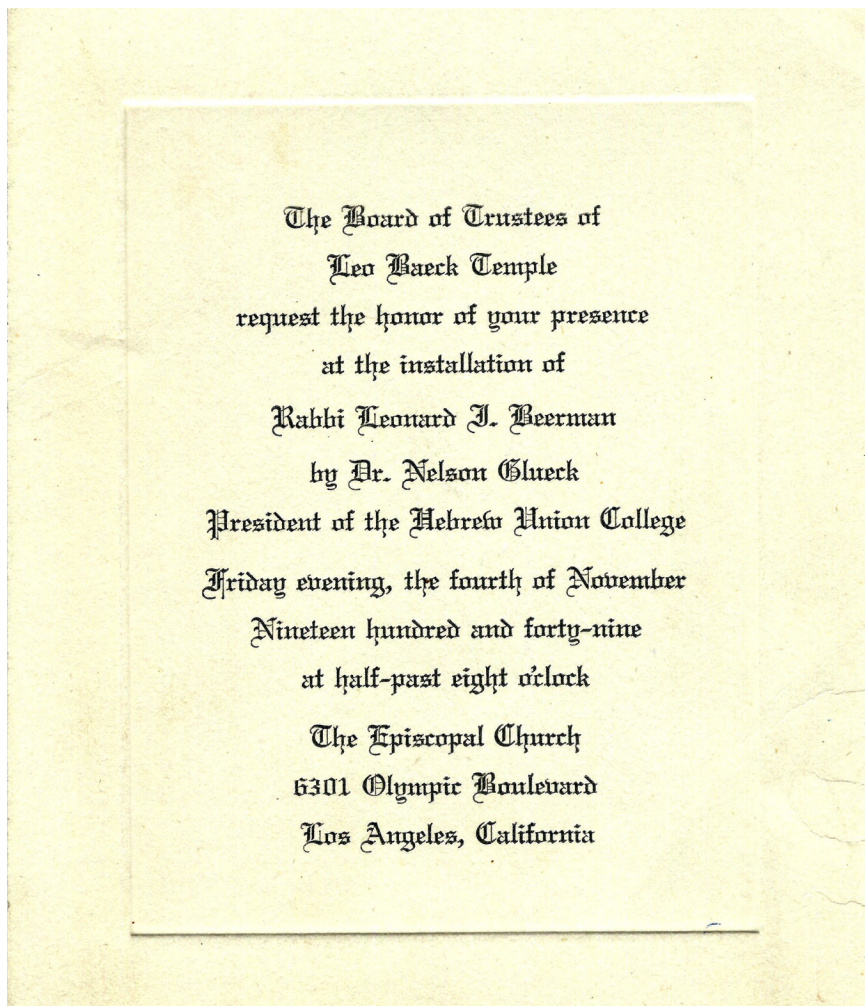 The Board of Trustees of
Leo Baeck Temple
request the honor of your presence
at the installation of
Rabbi Leonard I. Beerman
by Dr. Nelson Glueck
President of the Hebrew Union College
Friday evening, the fourth of November
Nineteen hundred and forty-nine
at half-past eight o'clock
The Episcopal Church
6301 Olympic Boulevard
Los Angeles, California